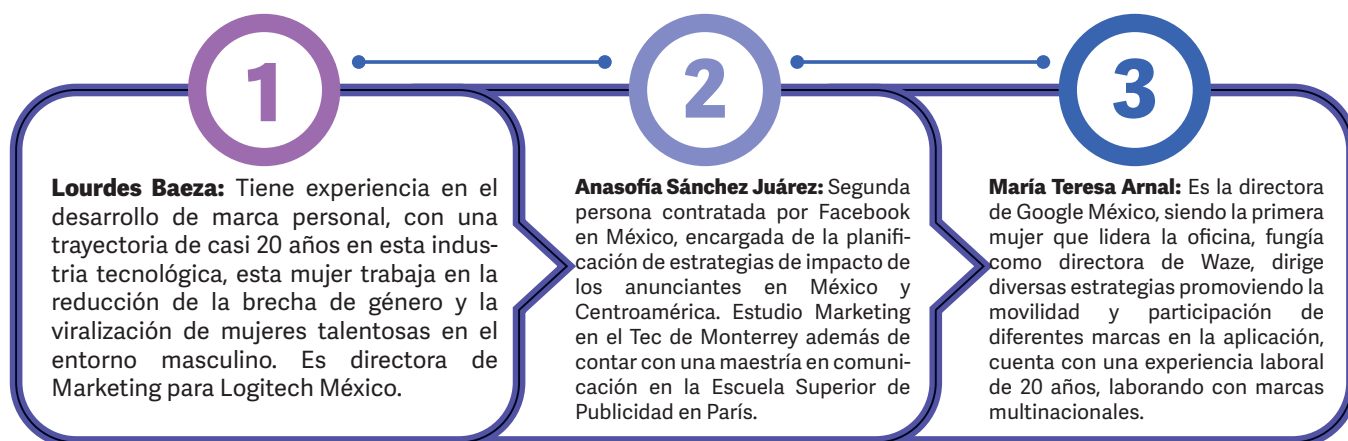 1
Lourdes Baeza: Tiene experiencia en el
desarrollo de marca personal, con una
trayectoria de casi 20 años en esta indus-
tria tecnológica, esta mujer trabaja en la
reducción de la brecha de género y la
viralización de mujeres talentosas en el
entorno masculino. Es directora de
Marketing para Logitech México.
2
Anasofía Sánchez Juárez: Segunda
persona contratada por Facebook
en México, encargada de la planifi-
cación de estrategias de impacto de
los anunciantes en México y
Centroamérica. Estudio Marketing
en el Tec de Monterrey además de
contar con una maestría en comuni-
cación en la Escuela Superior de
Publicidad en París.
3
María Teresa Arnal: Es la directora
de Google México, siendo la primera
mujer que lidera la oficina, fungía
como directora de Waze, dirige
diversas estrategias promoviendo la
movilidad y participación de
diferentes marcas en la aplicación,
cuenta con una experiencia laboral
de 20 años, laborando con marcas
multinacionales.